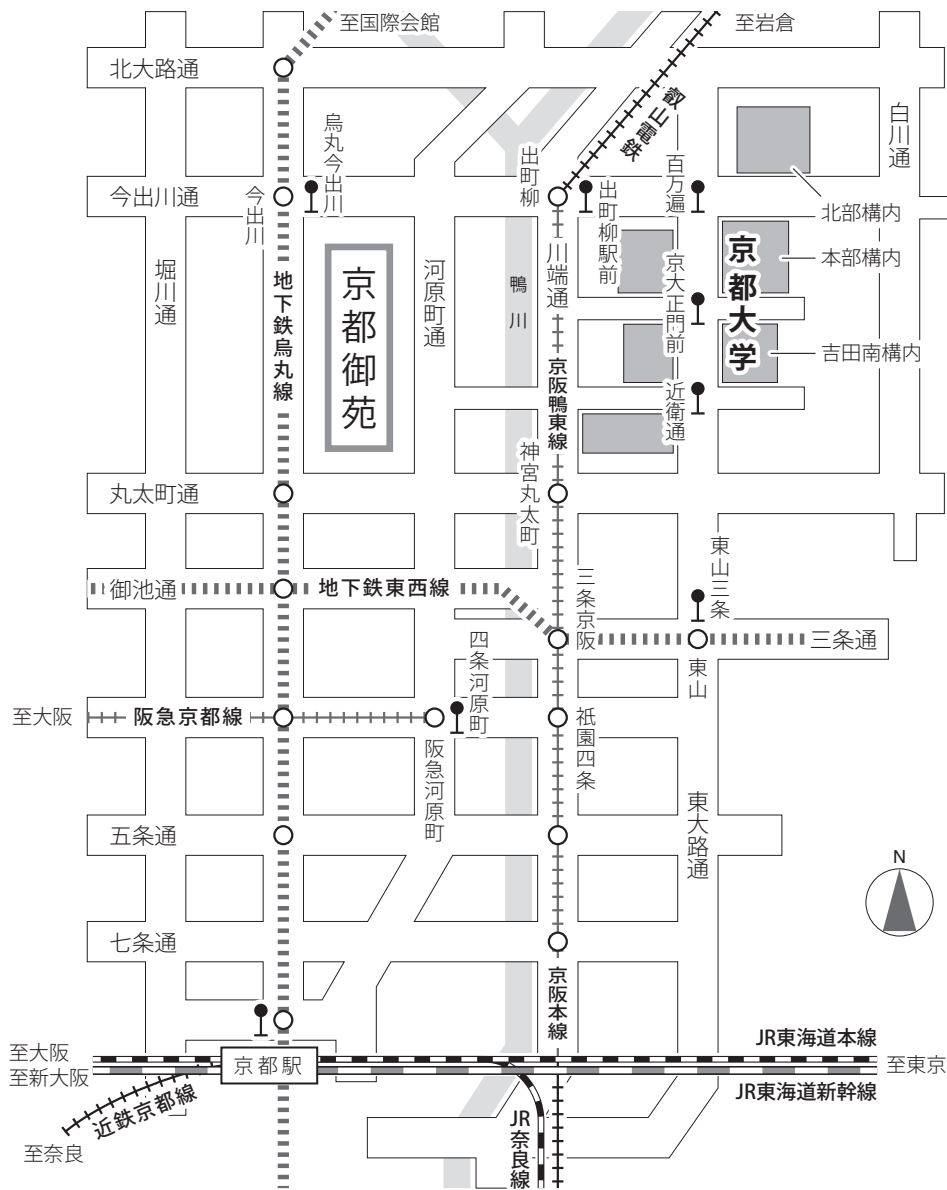 至国際会館
至岩倉
北大路通
叡山電鉄
白川通
烏丸今出川
出町柳
百万遍
今出川通
今出川
出町柳駅前
北部構内
堀川通
地下鉄烏丸線
京都御苑
河原町通
鴨川
川端通
京大正門前
京都大学
本部構内
吉田南構内
京阪鴨東線
近衛通
丸太町通
神宮丸太町
御池通
地下鉄東西線
三条京阪
東山三条
三条通
東山
至大阪
阪急京都線
四条河原町
阪急河原町
祇園四条
五条通
東大路通
N
七条通
京阪本線
JR東海道本線
至大阪
至新大阪
京都駅
至東京
JR東海道新幹線
近鉄京都線
至奈良
JR奈良線